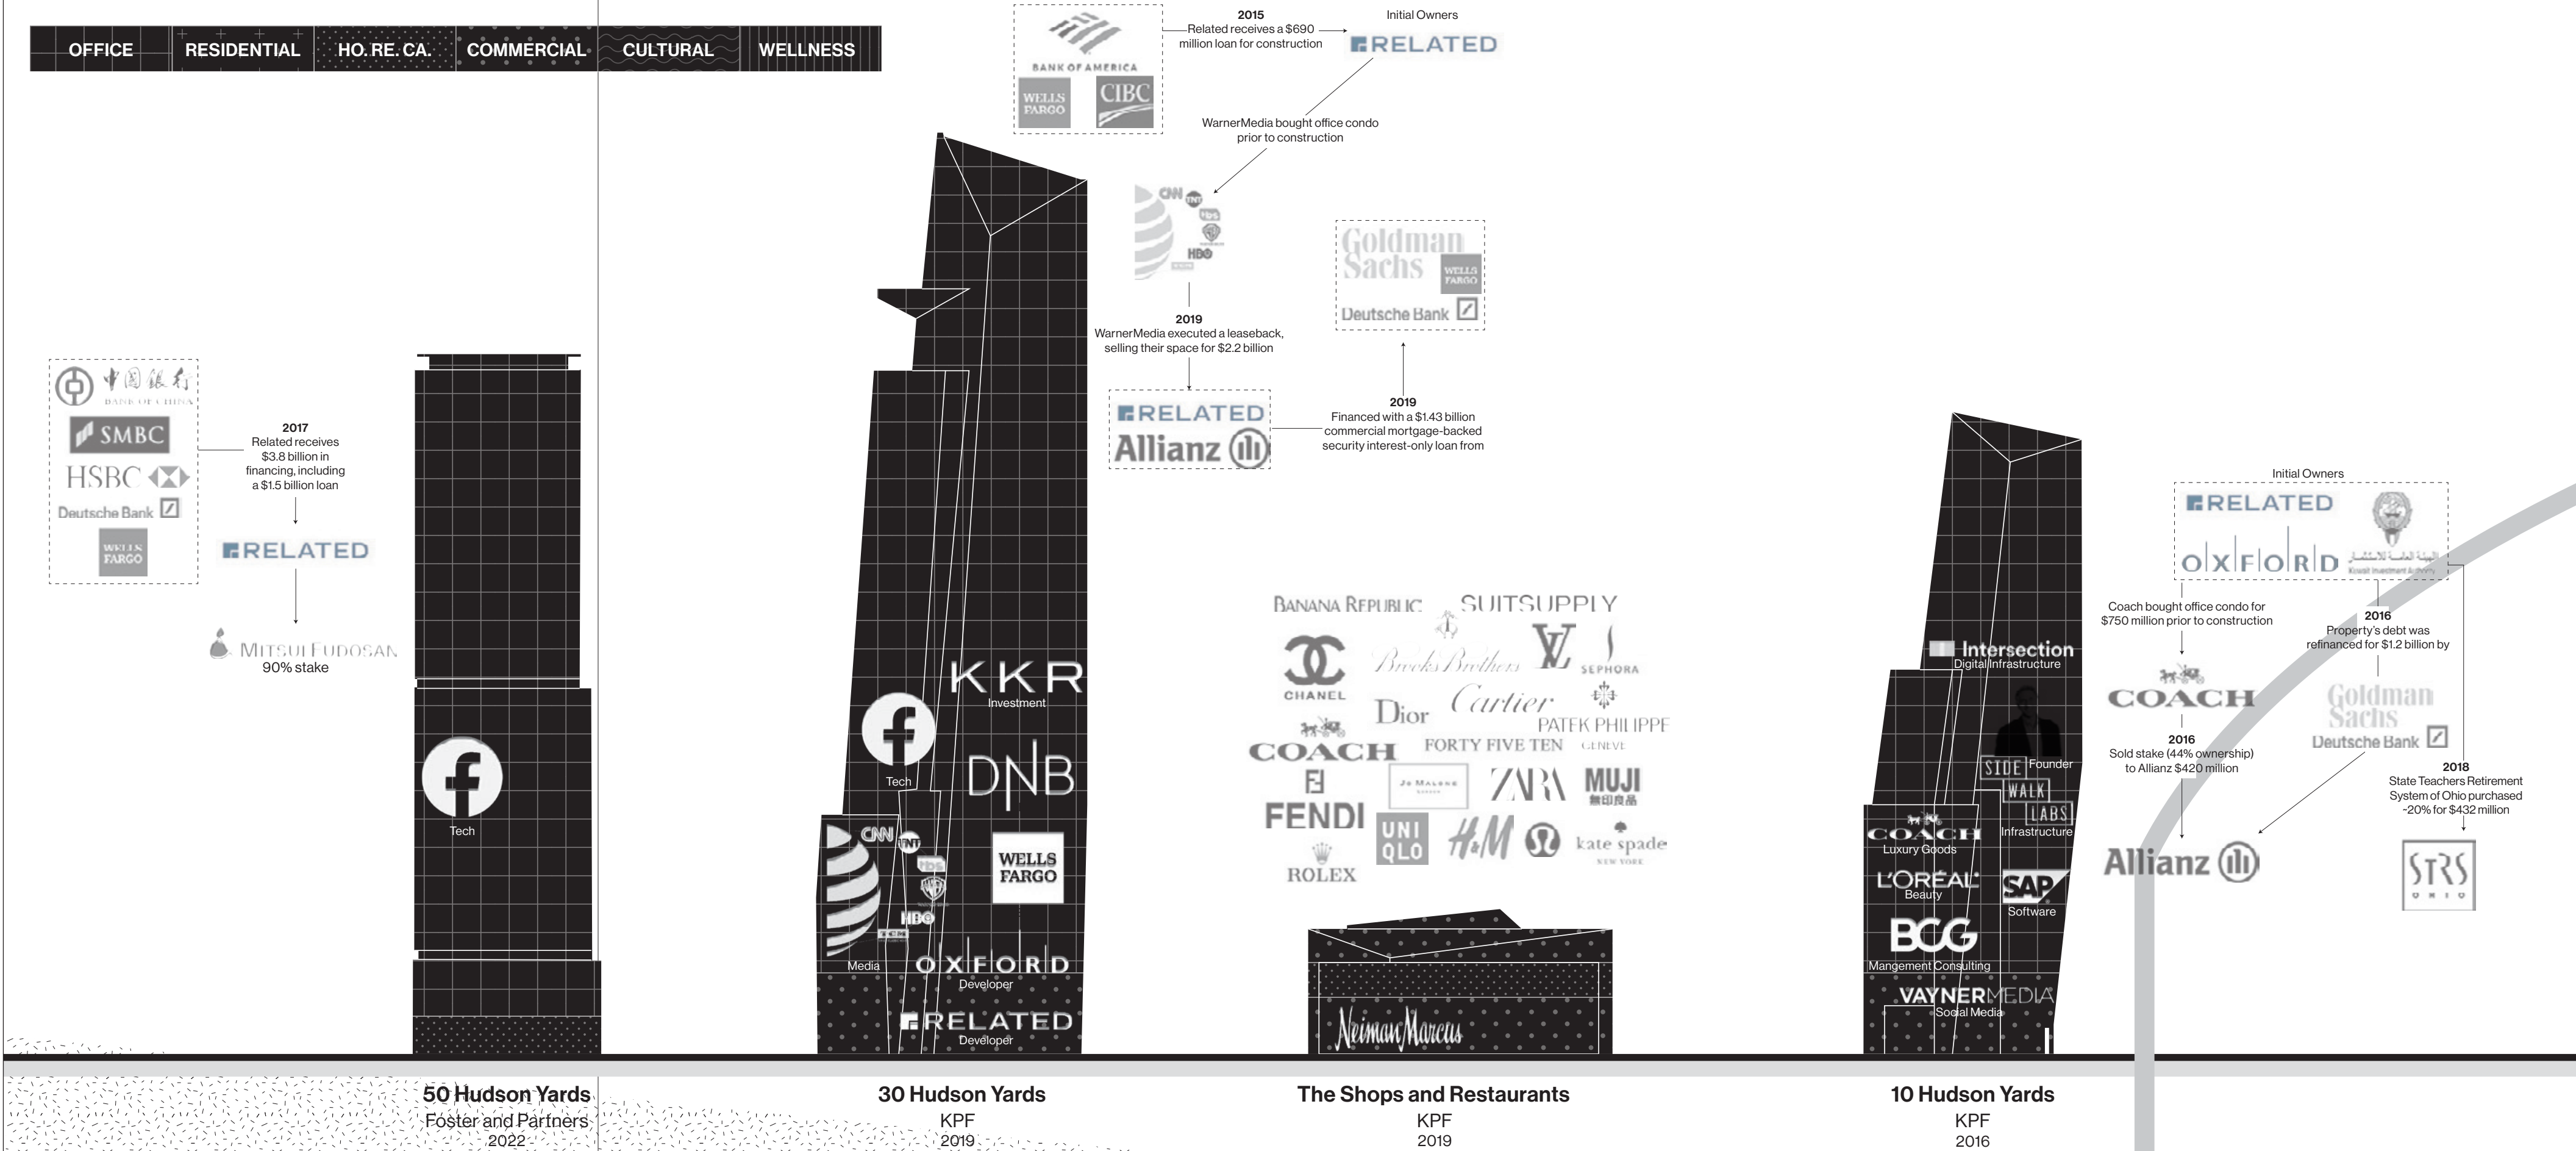 OFFICE
RESIDENTIAL
HO. RE. CA.
COMMERCIAL
CULTURAL
WELLNESS
中国银行
BANK OF CHINA
SMBC
HSBC
Deutsche Bank
WELLS
FARGO
2017
Related receives
$3.8 billion in
financing, including
a $1.5 billion loan
RELATED
MITSUI FUDOSAN
90% stake
Tech
50 Hudson Yards
Foster and Partners
2022
BANK OF AMERICA
WELLS
FARGO
CIBC
2015
Related receives a $690
million loan for construction
Initial Owners
RELATED
WarnerMedia bought office condo
prior to construction
CNN
TNT
tbs
HBO
2019
WarnerMedia executed a leaseback,
selling their space for $2.2 billion
RELATED
Allianz
2019
Financed with a $1.43 billion
commercial mortgage-backed
security interest-only loan from
Goldman
Sachs
WELLS
FARGO
Deutsche Bank
KKR
Investment
Tech
DNB
CNN
TNT
tbs
WB
HBO
TCM
Media
WELLS
FARGO
OXFORD
Developer
RELATED
Developer
30 Hudson Yards
KPF
2019
BANANA REPUBLIC
SUITSUPPLY
CHANEL
Brooks Brothers
LV
SEPHORA
Dior
Cartier
PATEK PHILIPPE
GENEVE
COACH
FORTY FIVE TEN
FENDI
JO MALONE
LONDON
ZARA
MUJI
無印良品
UNI
QLO
H&M
kate spade
NEW YORK
ROLEX
Neiman Marcus
The Shops and Restaurants
KPF
2019
Intersection
Digital Infrastructure
Founder
SIDE
WALK
LABS
Infrastructure
COACH
Luxury Goods
L'ORÉAL
Beauty
SAP
Software
BCG
Mangement Consulting
VAYNERMEDIA
Social Media
10 Hudson Yards
KPF
2016
Initial Owners
RELATED
OXFORD
الهيئة العامة للاستثمار
Kuwait Investment Authority
Coach bought office condo for
$750 million prior to construction
COACH
2016
Sold stake (44% ownership)
to Allianz $420 million
Allianz
2016
Property's debt was
refinanced for $1.2 billion by
Goldman
Sachs
Deutsche Bank
2018
State Teachers Retirement
System of Ohio purchased
~20% for $432 million
STRS
OHIO